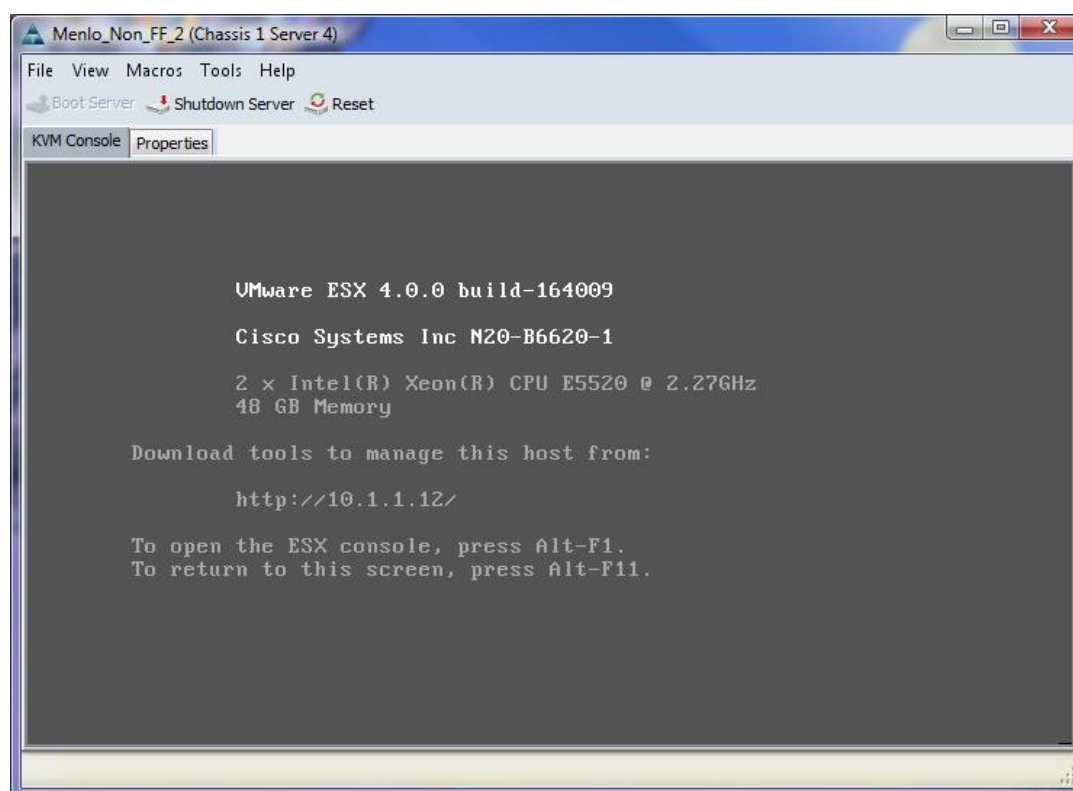 Menlo_Non_FF_2 (Chassis 1 Server 4)
File View Macros Tools Help
Boot Server Shutdown Server Reset
KVM Console Properties
VMware ESX 4.0.0 build-164009
Cisco Systems Inc N20-B6620-1
2 x Intel(R) Xeon(R) CPU E5520 @ 2.27GHz
48 GB Memory
Download tools to manage this host from:
http://10.1.1.12/
To open the ESX console, press Alt-F1.
To return to this screen, press Alt-F11.